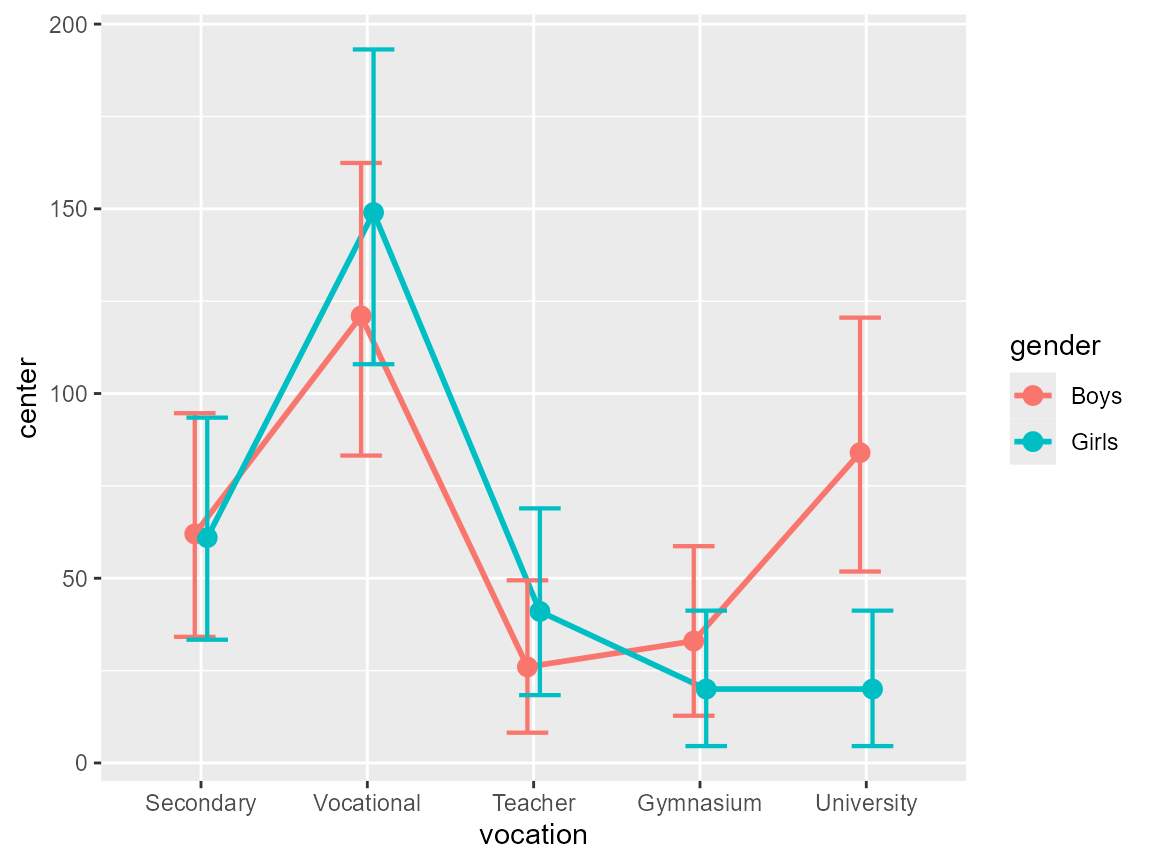 200
150
100
50
0
center
Secondary
Vocational
Teacher
Gymnasium
University
vocation
gender
Boys
Girls